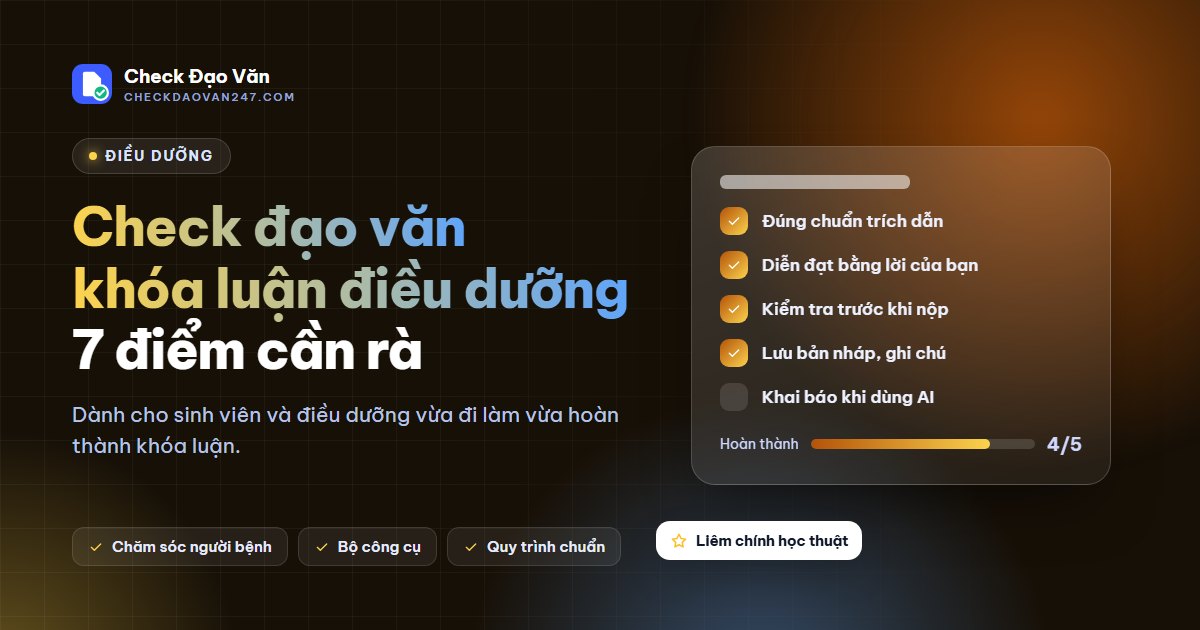 Check Đạo Văn
CHECKDAOVAN247.COM
ĐIỀU DƯỠNG
Check đạo văn
khóa luận điều dưỡng
7 điểm cần rà
Dành cho sinh viên và điều dưỡng vừa đi làm vừa hoàn
thành khóa luận.
Chăm sóc người bệnh
Bộ công cụ
Quy trình chuẩn
Đúng chuẩn trích dẫn
Diễn đạt bằng lời của bạn
Kiểm tra trước khi nộp
Lưu bản nháp, ghi chú
Khai báo khi dùng AI
Hoàn thành 4/5
Liêm chính học thuật